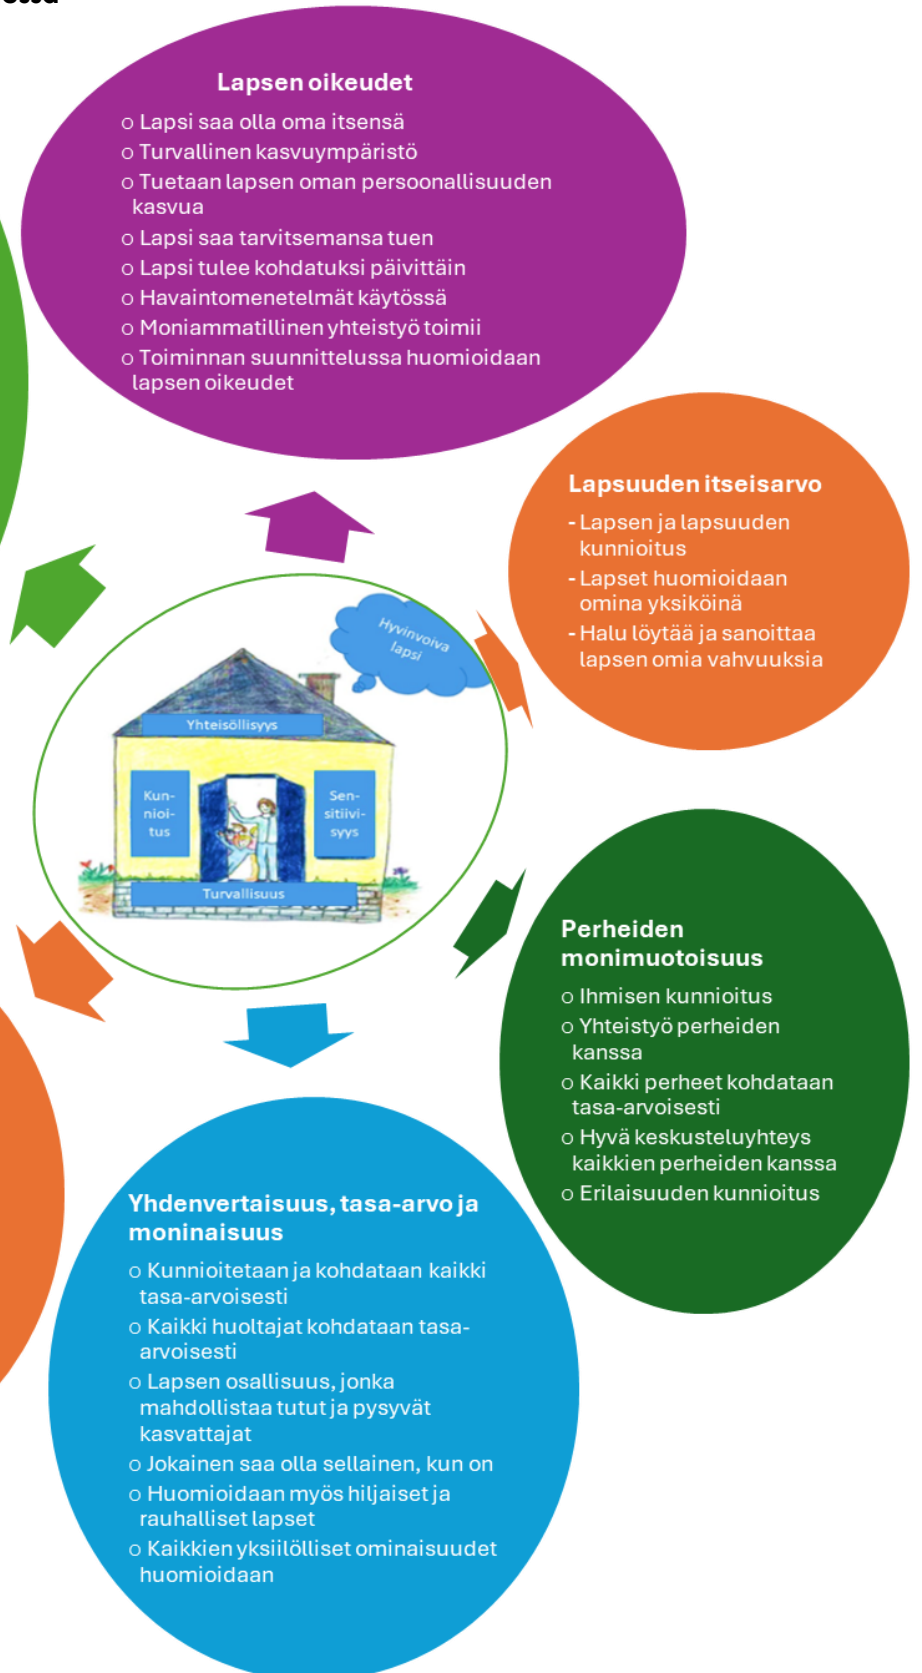 Lapsen oikeudet
o Lapsi saa olla oma itsensä
o Turvallinen kasvuympäristö
o Tuetaan lapsen oman persoonallisuuden
kasvua
o Lapsi saa tarvitsemansa tuen
o Lapsi tulee kohdatuksi päivittäin
o Havaintomenetelmät käytössä
o Moniammatillinen yhteistyö toimii
o Toiminnan suunnittelussa huomioidaan
lapsen oikeudet
Lapsuuden itseisarvo
- Lapsen ja lapsuuden
kunnioitus
- Lapset huomioidaan
omina yksiköinä
- Halu löytää ja sanoittaa
lapsen omia vahvuuksia
Hyvinvoiva
lapsi
Yhteisöllisyys
Kun-
nioi-
tus
Sen-
sitiivi-
syys
Turvallisuus
Perheiden
monimuotoisuus
o Ihmisen kunnioitus
o Yhteistyö perheiden
kanssa
o Kaikki perheet kohdataan
tasa-arvoisesti
o Hyvä keskusteluyhteys
kaikkien perheiden kanssa
o Erilaisuuden kunnioitus
Yhdenvertaisuus, tasa-arvo ja
moninaisuus
o Kunnioitetaan ja kohdataan kaikki
tasa-arvoisesti
o Kaikki huoltajat kohdataan tasa-
arvoisesti
o Lapsen osallisuus, jonka
mahdollistaa tutut ja pysyvät
kasvattajat
o Jokainen saa olla sellainen, kun on
o Huomioidaan myös hiljaiset ja
rauhalliset lapset
o Kaikkien yksiilölliset ominaisuudet
huomioidaan